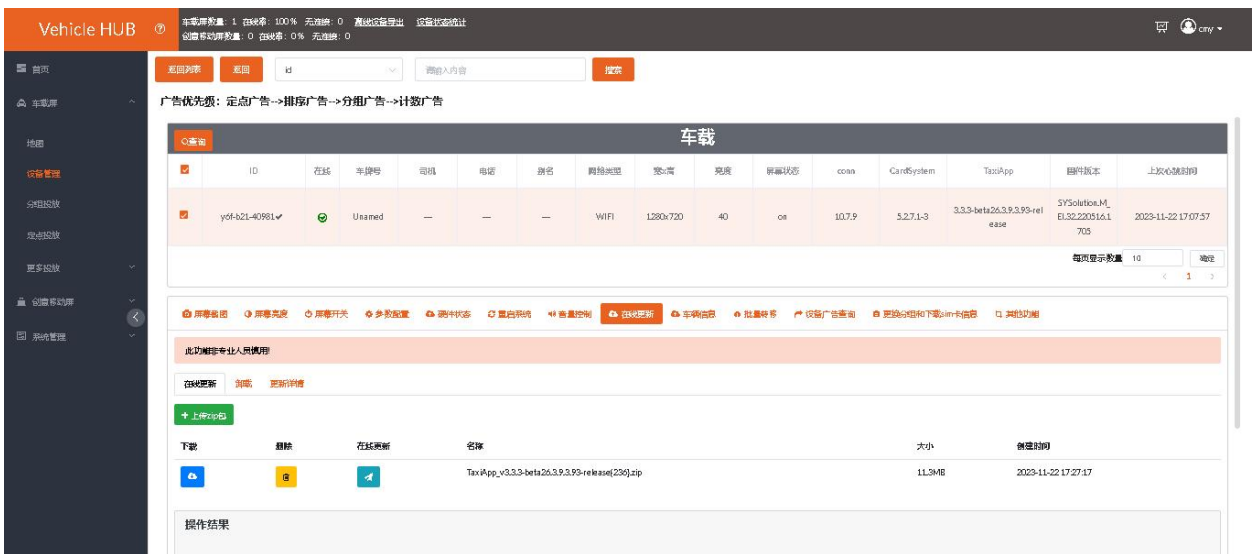 Vehicle HUB
车载屏数量: 1 在线率: 100% 无连接: 0 离线设备导出 设备状态统计
创意移动屏数量: 0 在线率: 0% 无连接: 0
cmy
首页
车载屏
地图
设备管理
分组投放
定点投放
更多投放
创意移动屏
系统管理
返回列表 返回 id 请输入内容 搜索
广告优先级: 定点广告-->排序广告-->分组广告-->计数广告
查询 车载
ID 在线 车牌号 司机 电话 别名 网络类型 宽x高 亮度 屏幕状态 conn CardSystem TaxiApp 固件版本 上次心跳时间
y6f-b21-40981 Unamed — — — WIFI 1280x720 40 on 10.7.9 5.2.7.1-3 3.3.3-beta26.3.9.3.93-rel SYSolution.M_ 2023-11-22 17:07:57
ease EI.32.220516.1
705
每页显示数量 10 确定
< 1 >
屏幕截图 屏幕亮度 屏幕开关 参数配置 硬件状态 重启系统 音量控制 在线更新 车辆信息 批量转移 设备广告查询 更换分组和下载sim卡信息 其他功能
此功能非专业人员慎用!
在线更新 卸载 更新详情
+ 上传zip包
下载 删除 在线更新 名称 大小 创建时间
TaxiApp_v3.3.3-beta26.3.9.3.93-release(236).zip 11.3MB 2023-11-22 17:27:17
操作结果